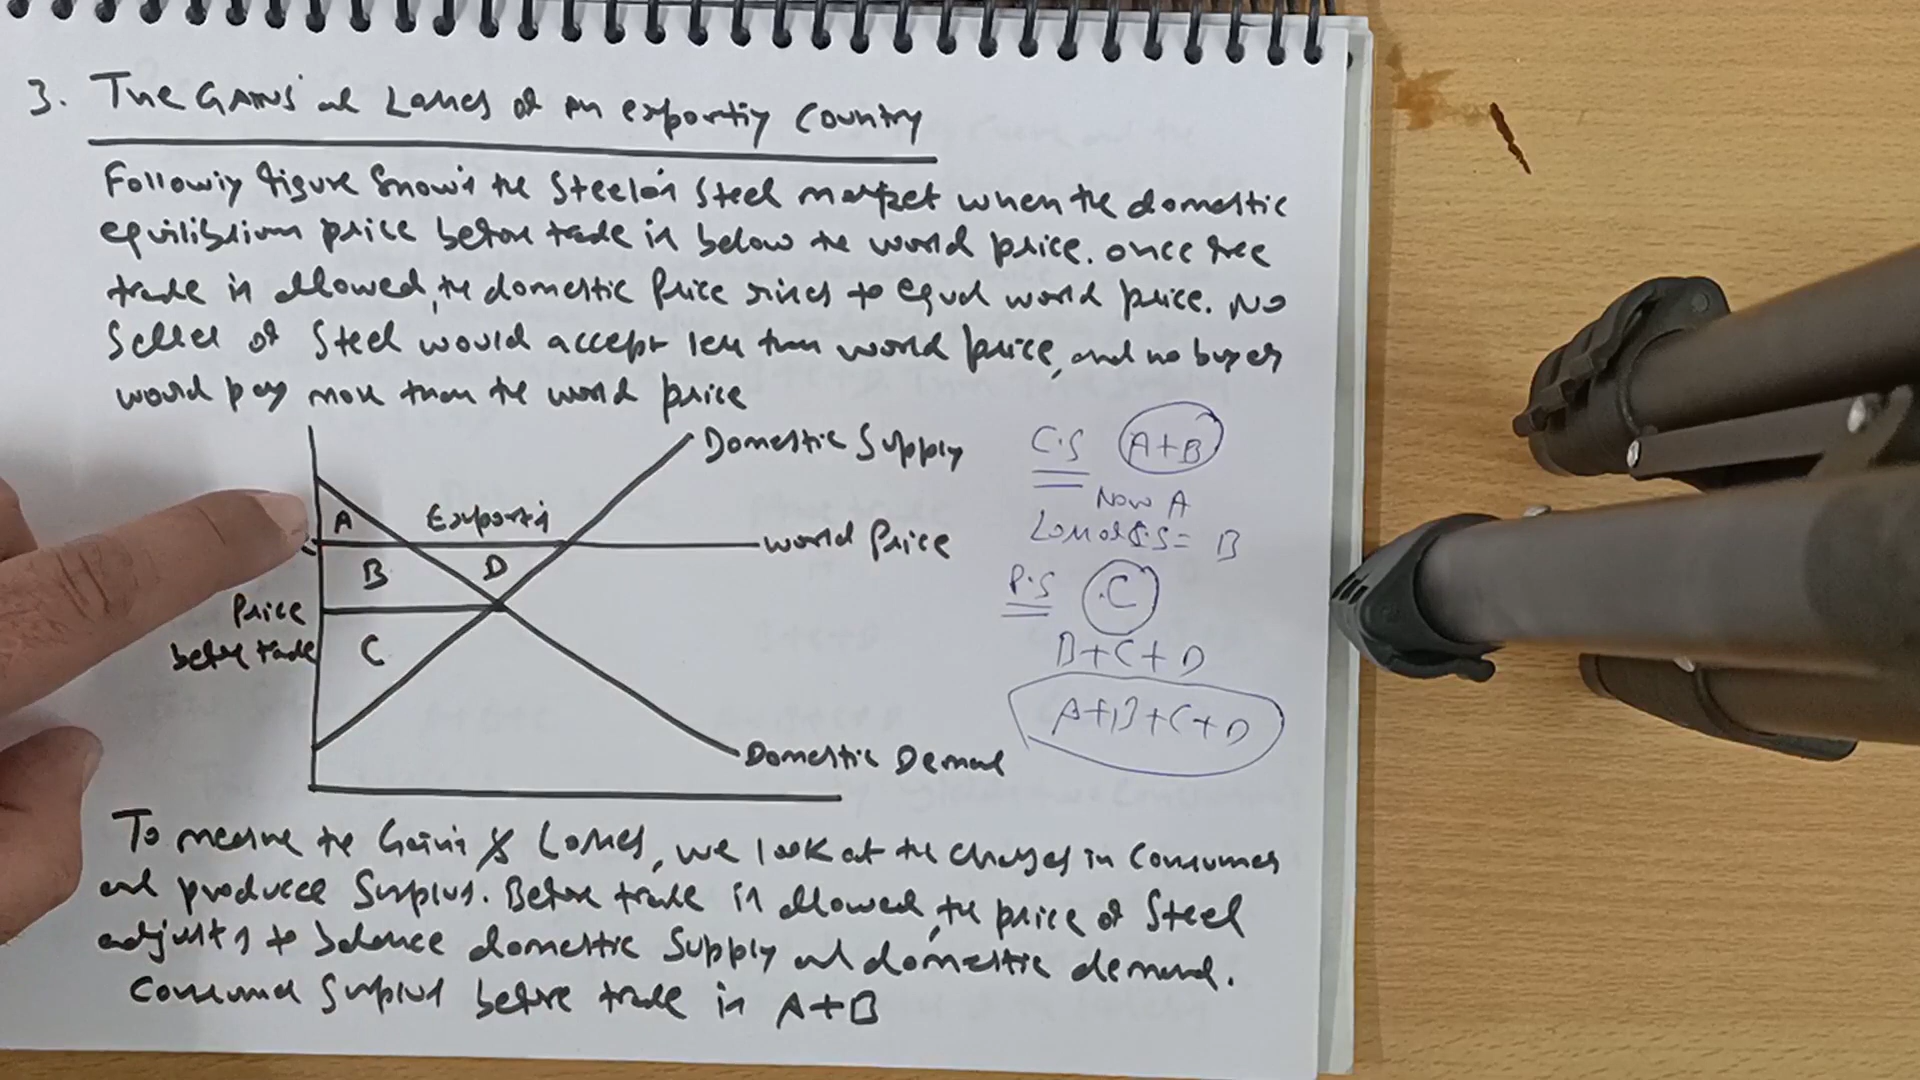 3. The GAINS and Losses of An exporting Country
Following figure shows the Steel market when the domestic
equilibrium price before trade is below the world price. once free
trade is allowed, the domestic Price rises to equal world price. No
Seller of Steel would accept less than world price, and no buyer
would pay more than the world price
Domestic Supply
A
Exports
World Price
B
D
Price
before trade
C
Domestic Demand
C.S A+B
Now A
Loss of C.S = B
P.S C
B+C+D
A+B+C+D
To measure the Gains & Losses, we look at the changes in Consumer
and producer Surplus. Before trade is allowed, the price of Steel
adjusts to balance domestic Supply and domestic demand.
Consumer Surplus before trade is A+B